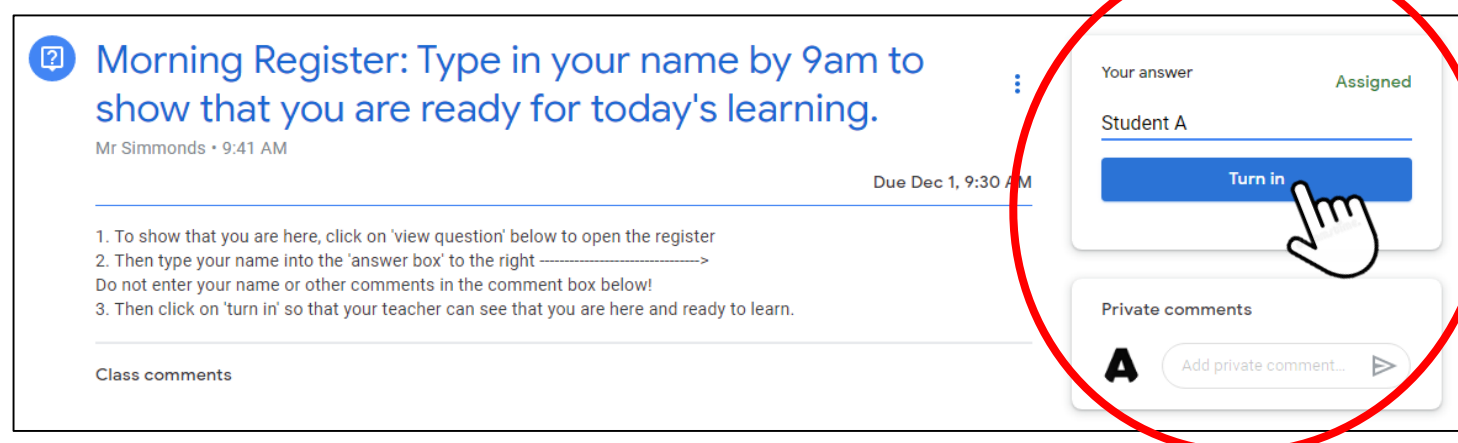 Morning Register: Type in your name by 9am to
show that you are ready for today's learning.
Mr Simmonds • 9:41 AM
Due Dec 1, 9:30 AM
1. To show that you are here, click on 'view question' below to open the register
2. Then type your name into the 'answer box' to the right -------------------------------->
Do not enter your name or other comments in the comment box below!
3. Then click on 'turn in' so that your teacher can see that you are here and ready to learn.
Class comments
Your answer
Assigned
Student A
Turn in
Private comments
A
Add private comment...